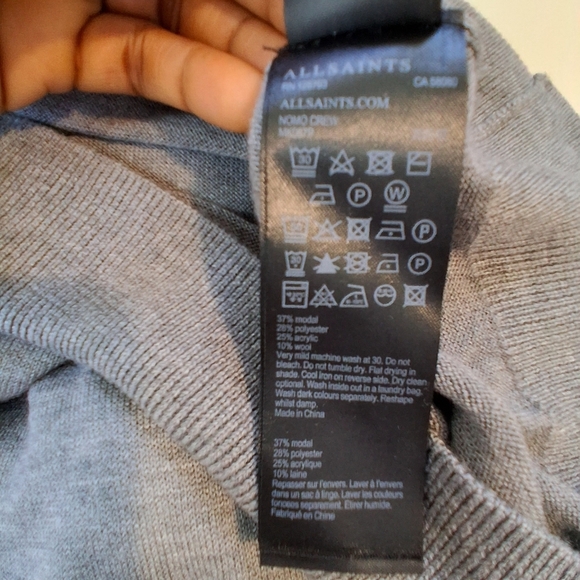 ALLSAINTS
ALLSAINTS.COM
NOMO CREW
30
P W
P
P
37% modal
28% polyester
25% acrylic
10% wool
Very mild machine wash at 30. Do not
bleach. Do not tumble dry. Flat drying in
shade. Cool iron on reverse side. Dry clean
optional. Wash inside out in a laundry bag.
Wash dark colours separately. Reshape
whilst damp.
Made in China
37% modal
28% polyester
25% acrylique
10% laine
Repasser sur l'envers. Laver à l'envers
dans un sac à linge. Laver les couleurs
foncées separement. Etirer humide.
Fabriqué en Chine